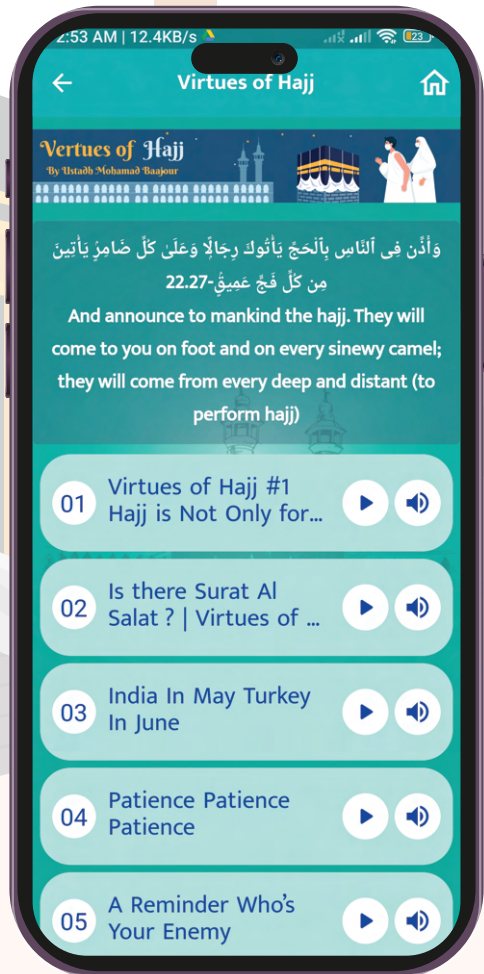 2:53 AM | 12.4KB/s
23
Virtues of Hajj
Vertues of Hajj
By Ustadh Mohamad Baajour
وَأَذِّن فِى ٱلنَّاسِ بِٱلْحَجِّ يَأْتُوكَ رِجَالًا وَعَلَىٰ كُلِّ ضَامِرٍ يَأْتِينَ
مِن كُلِّ فَجٍّ عَمِيقٍ-22.27
And announce to mankind the hajj. They will
come to you on foot and on every sinewy camel;
they will come from every deep and distant (to
perform hajj)
01
Virtues of Hajj #1
Hajj is Not Only for...
02
Is there Surat Al
Salat ? | Virtues of ...
03
India In May Turkey
In June
04
Patience Patience
Patience
05
A Reminder Who's
Your Enemy